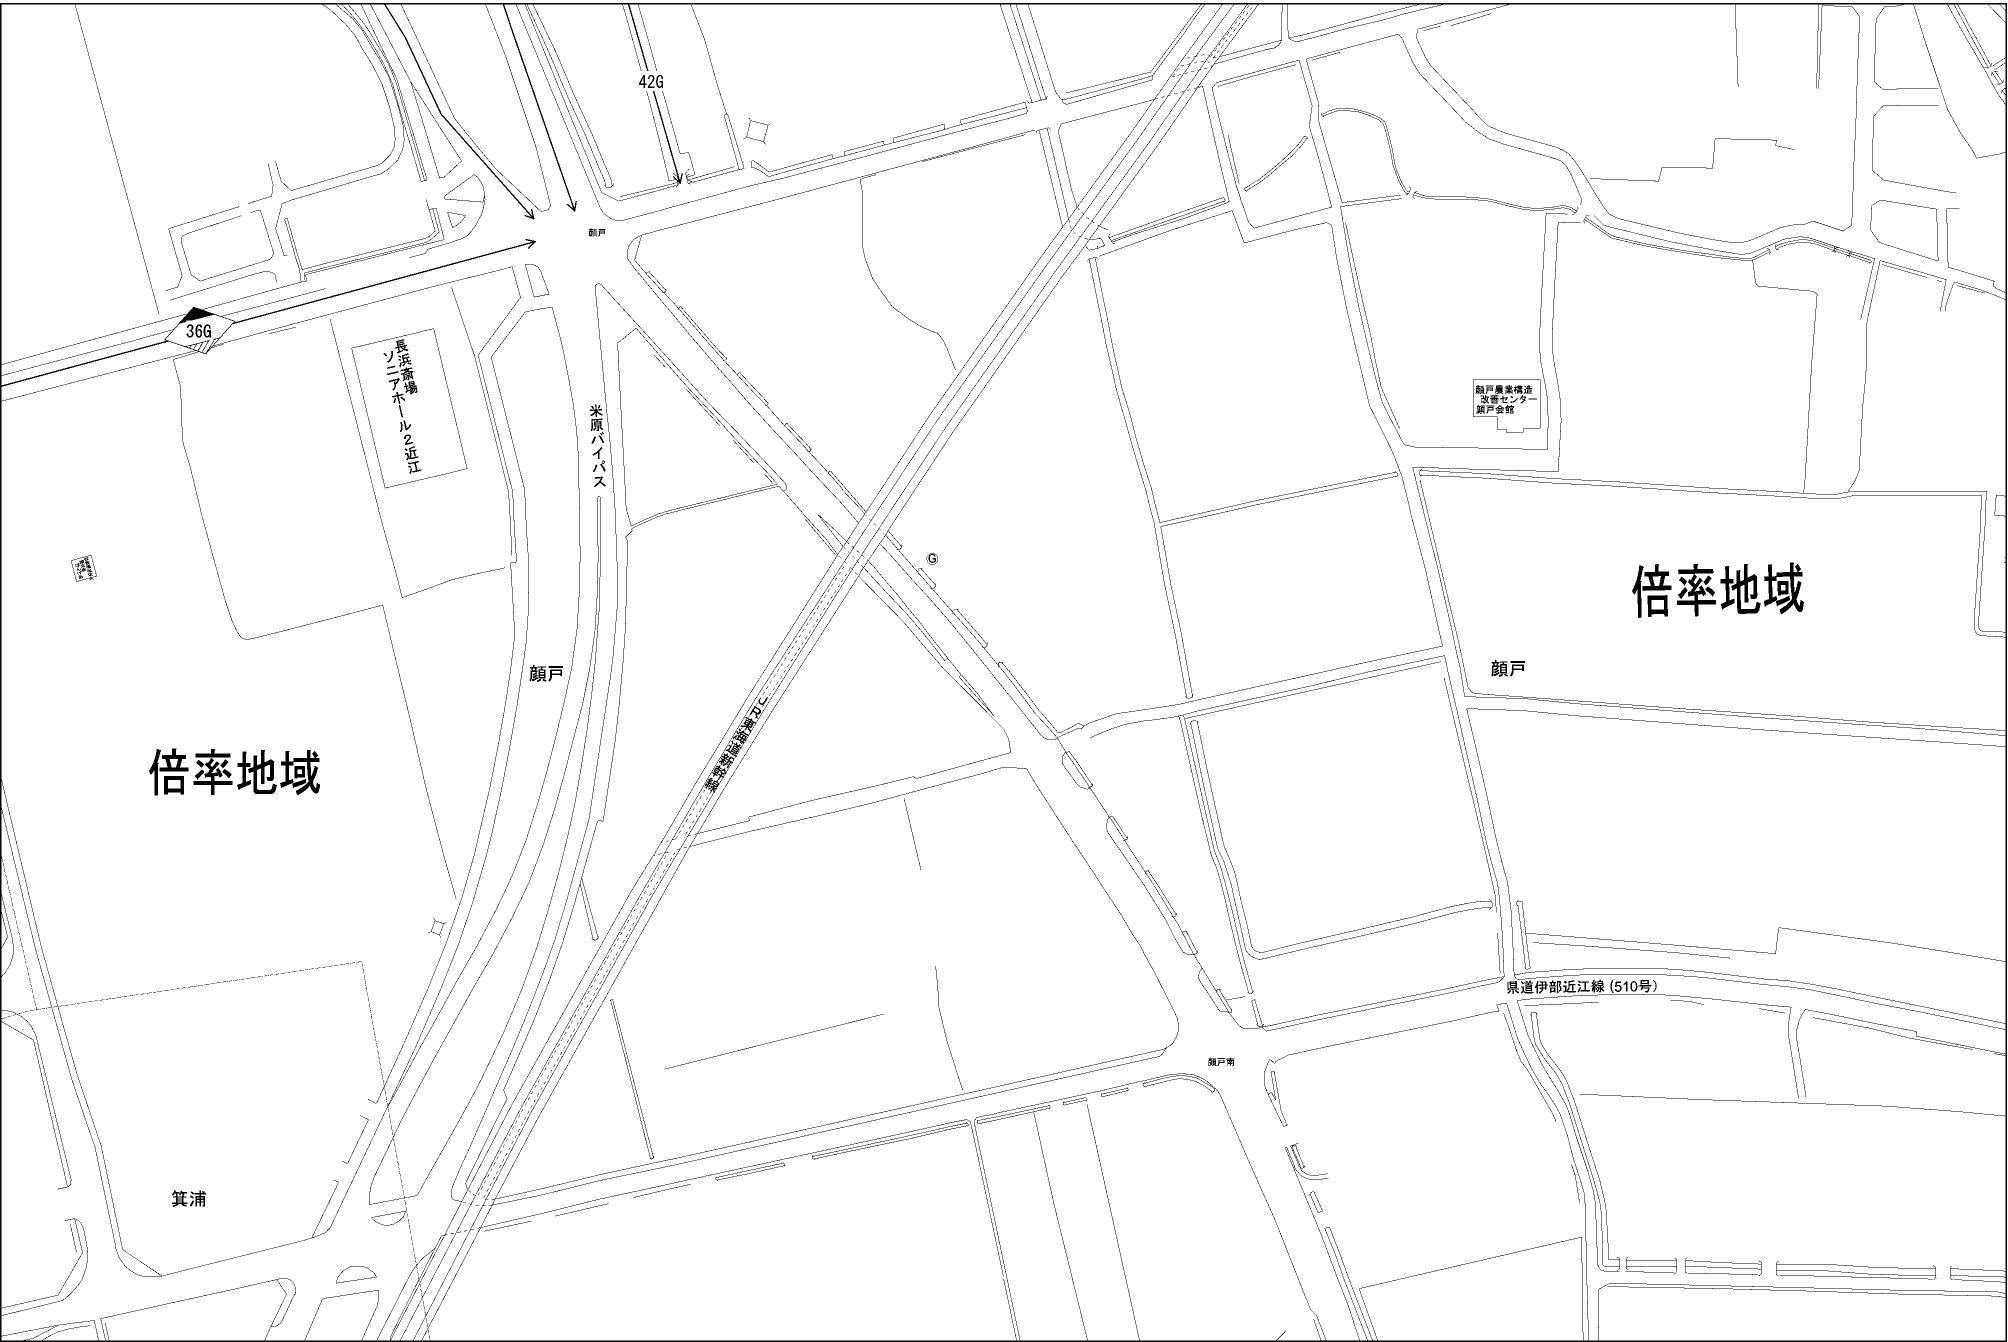 42G
顔戸
36G
長浜斎場
ソニアホール2近江
米原バイパス
顔戸農業構造
改善センター
顔戸会館
G
倍率地域
顔戸
顔戸
JR東海道新幹線
倍率地域
県道伊部近江線(510号)
顔戸南
箕浦